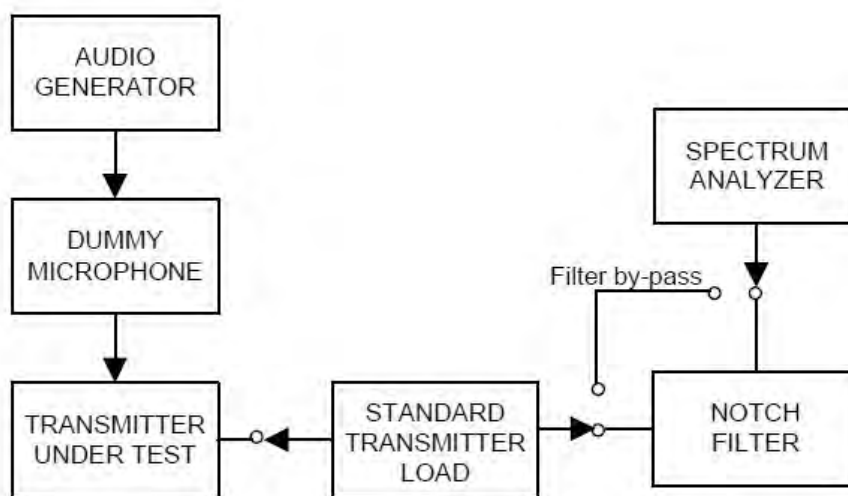 AUDIO
GENERATOR
SPECTRUM
ANALYZER
DUMMY
MICROPHONE
Filter by-pass
TRANSMITTER
UNDER TEST
STANDARD
TRANSMITTER
LOAD
NOTCH
FILTER